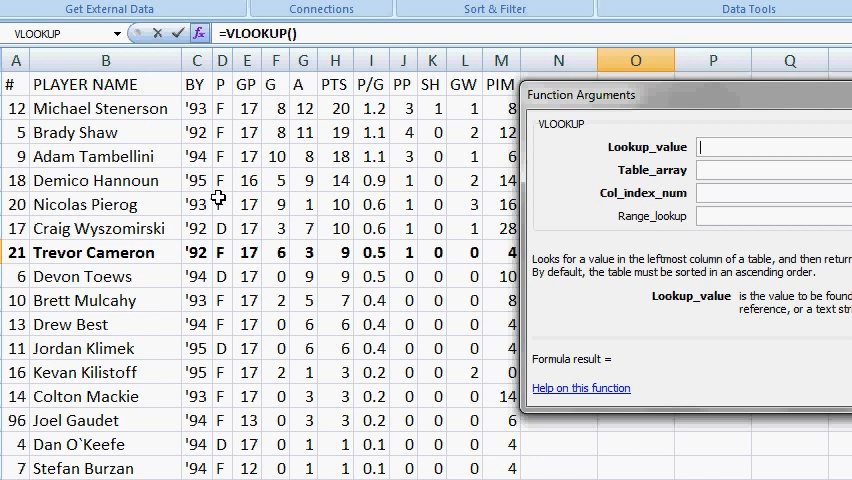 Get External Data Connections Sort & Filter Data Tools
VLOOKUP fx =VLOOKUP()
A B C D E F G H I J K L M N O P Q
# PLAYER NAME BY P GP G A PTS P/G PP SH GW PIM
12 Michael Stenerson '93 F 17 8 12 20 1.2 3 1 1 8
5 Brady Shaw '92 F 17 8 11 19 1.1 4 0 2 12
9 Adam Tambellini '94 F 17 10 8 18 1.1 3 0 1 6
18 Demico Hannoun '95 F 16 5 9 14 0.9 1 0 2 14
20 Nicolas Pierog '93 F 17 9 1 10 0.6 1 0 3 16
17 Craig Wyszomirski '92 D 17 3 7 10 0.6 1 0 1 28
21 Trevor Cameron '92 F 17 6 3 9 0.5 1 0 0 4
6 Devon Toews '94 D 17 0 9 9 0.5 0 0 0 10
10 Brett Mulcahy '93 F 17 2 5 7 0.4 0 0 0 8
13 Drew Best '94 F 17 0 6 6 0.4 0 0 0 4
11 Jordan Klimek '95 D 17 0 6 6 0.4 0 0 0 4
16 Kevan Kilistoff '95 F 17 2 1 3 0.2 0 0 2 0
14 Colton Mackie '93 F 17 0 3 3 0.2 0 0 0 14
96 Joel Gaudet '94 F 13 0 3 3 0.2 0 0 0 6
4 Dan O`Keefe '94 D 17 0 1 1 0.1 0 0 0 4
7 Stefan Burzan '94 F 12 0 1 1 0.1 0 0 0 4
Function Arguments
VLOOKUP
Lookup_value
Table_array
Col_index_num
Range_lookup
Looks for a value in the leftmost column of a table, and then return
By default, the table must be sorted in an ascending order.
Lookup_value is the value to be found
reference, or a text str
Formula result =
Help on this function